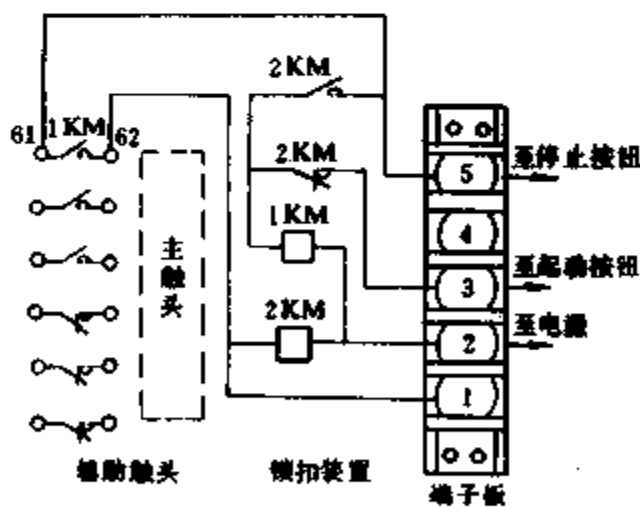 2KM
61
1KM
62
2KM
1KM
2KM
主触头
5
4
3
2
1
至停止按钮
至起动按钮
至电源
辅助触头
锁扣装置
端子板